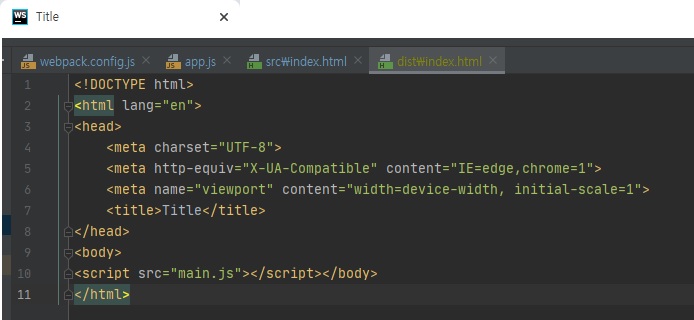 WS Title
webpack.config.js app.js src₩index.html dist₩index.html
1 <!DOCTYPE html>
2 <html lang="en">
3 <head>
4     <meta charset="UTF-8">
5     <meta http-equiv="X-UA-Compatible" content="IE=edge,chrome=1">
6     <meta name="viewport" content="width=device-width, initial-scale=1">
7     <title>Title</title>
8 </head>
9 <body>
10 <script src="main.js"></script></body>
11 </html>